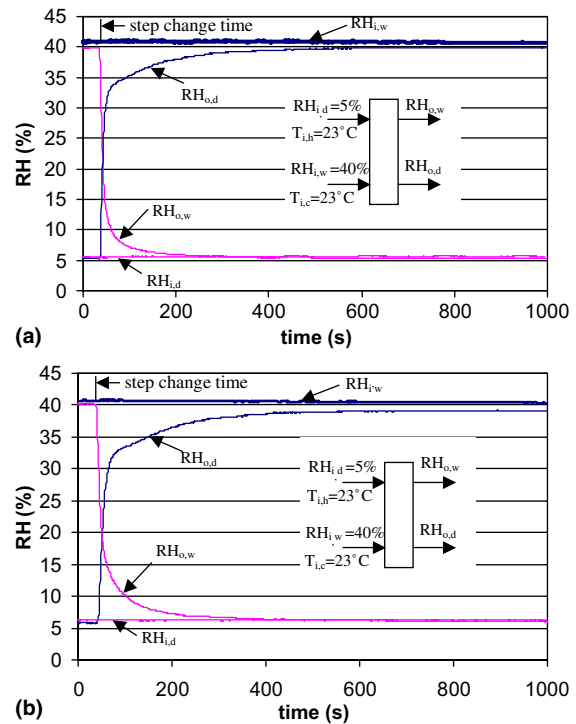 45
40
35
30
25
20
15
10
5
0
RH (%)
step change time
RHi,w
RHo,d
RHi,d=5%
Ti,h=23°C
RHo,w
RHi,w=40%
Ti,c=23°C
RHo,d
RHo,w
RHi,d
0 200 400 600 800 1000
time (s)
(a)
45
40
35
30
25
20
15
10
5
0
RH (%)
step change time
RHi,w
RHo,d
RHi,d=5%
Ti,h=23°C
RHo,w
RHi,w=40%
Ti,c=23°C
RHo,d
RHo,w
RHi,d
0 200 400 600 800 1000
time (s)
(b)